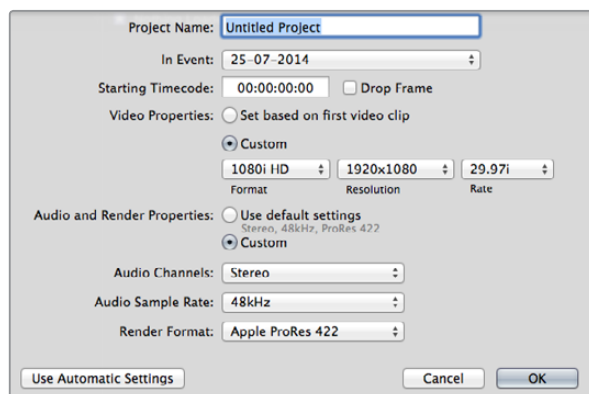 Project Name: Untitled Project
In Event: 25-07-2014
Starting Timecode: 00:00:00:00 Drop Frame
Video Properties: Set based on first video clip
Custom
1080i HD 1920x1080 29.97i
Format Resolution Rate
Audio and Render Properties: Use default settings
Stereo, 48kHz, ProRes 422
Custom
Audio Channels: Stereo
Audio Sample Rate: 48kHz
Render Format: Apple ProRes 422
Use Automatic Settings Cancel OK